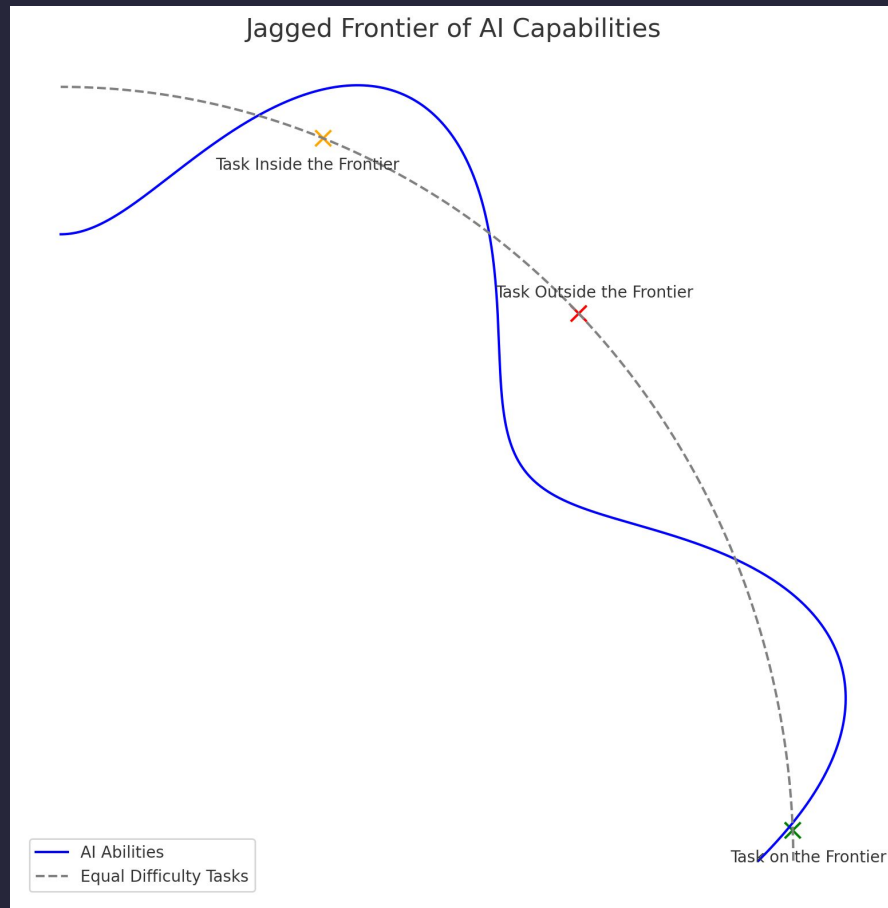 Jagged Frontier of AI Capabilities
Task Inside the Frontier
Task Outside the Frontier
Task on the Frontier
AI Abilities
Equal Difficulty Tasks